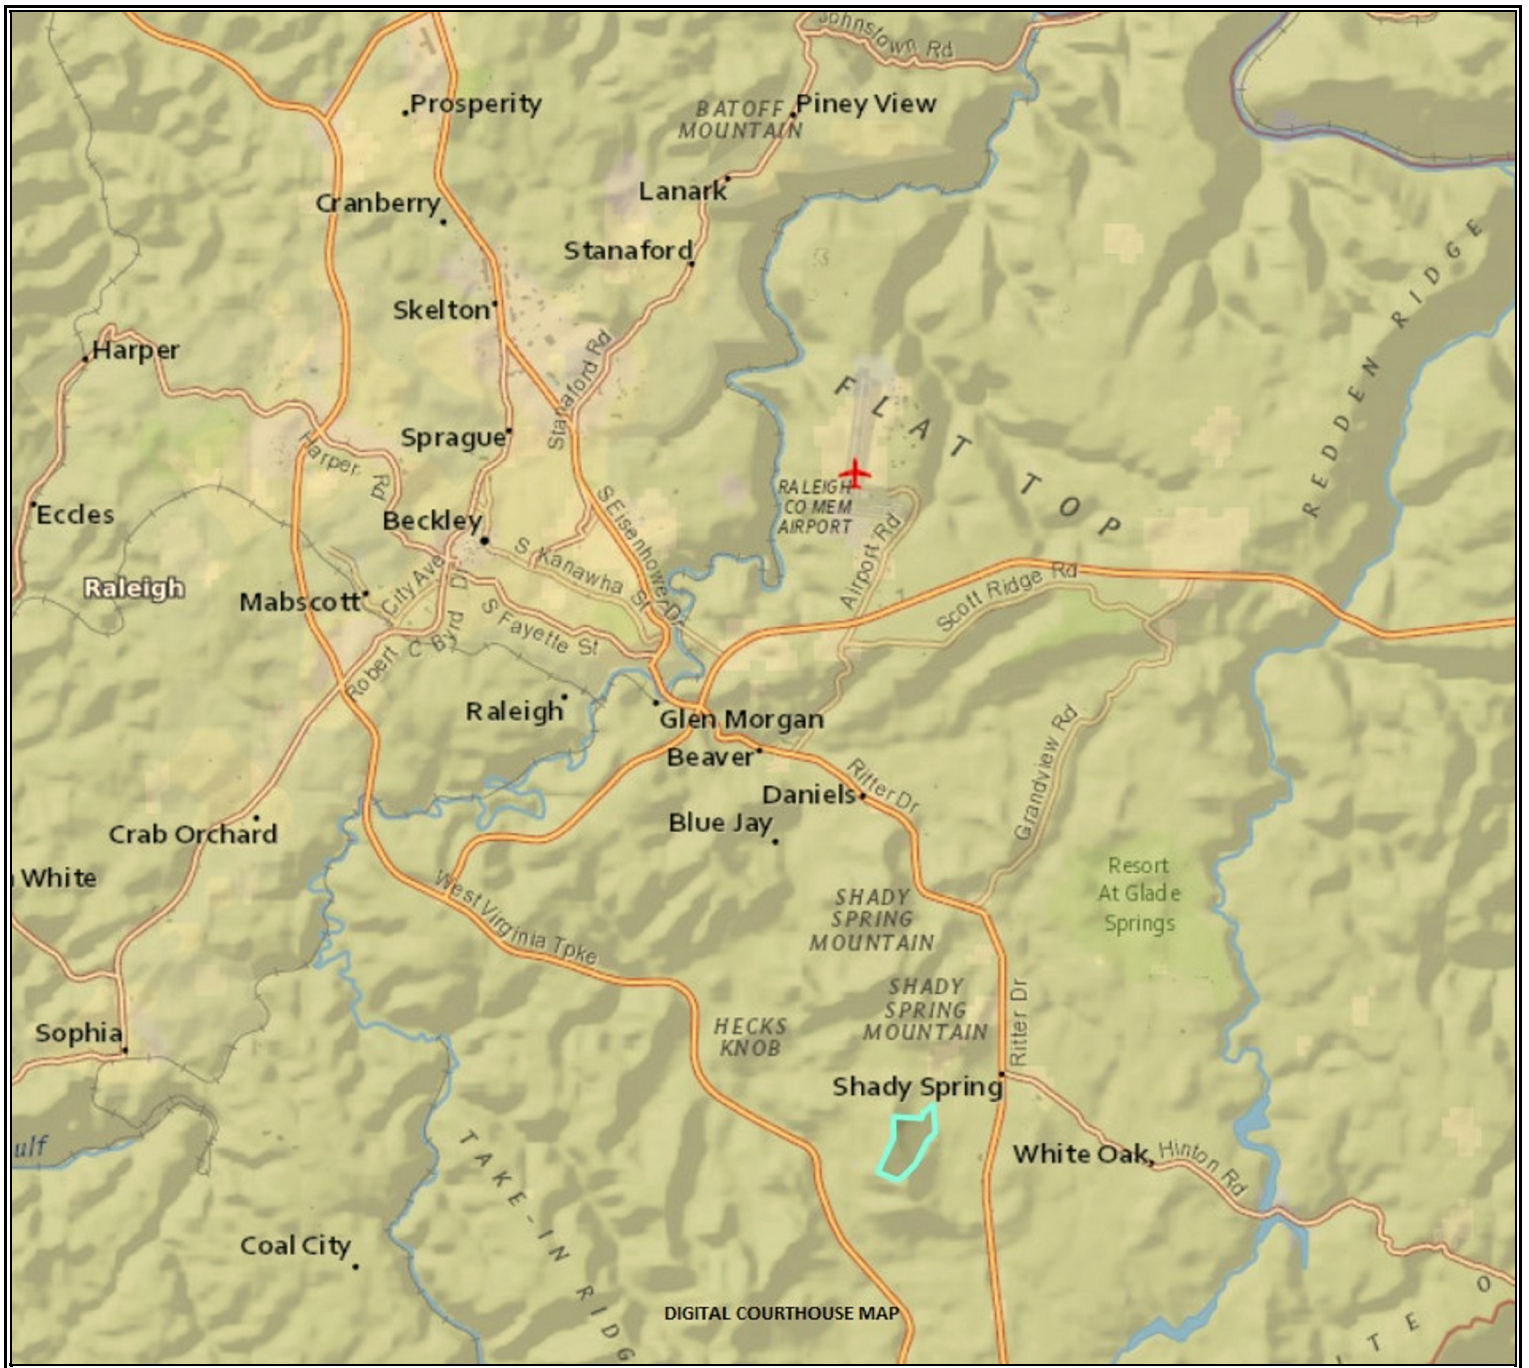 Johnstown Rd
Prosperity
BATOFF
MOUNTAIN
Piney View
Lanark
Cranberry
Stanaford
REDDEN RIDGE
Skelton
Harper
Stanaford Rd
FLAT TOP
Sprague
Harper Rd
RALEIGH
CO MEM
AIRPORT
Eccles
Beckley
S Eisenhower Dr
S Kanawha St
Airport Rd
Raleigh
Mabscott
City Ave
Scott Ridge Rd
S Fayette St
Robert C Byrd D
Raleigh
Glen Morgan
Beaver
Ritter Dr
Grandview Rd
Daniels
Blue Jay
Crab Orchard
White
West Virginia Tpke
Resort
At Glade
Springs
SHADY
SPRING
MOUNTAIN
SHADY
SPRING
MOUNTAIN
Ritter Dr
HECKS
KNOB
Sophia
Shady Spring
ulf
TAKE-IN RIDG
White Oak
Hinton Rd
Coal City
DIGITAL COURTHOUSE MAP
I T E O